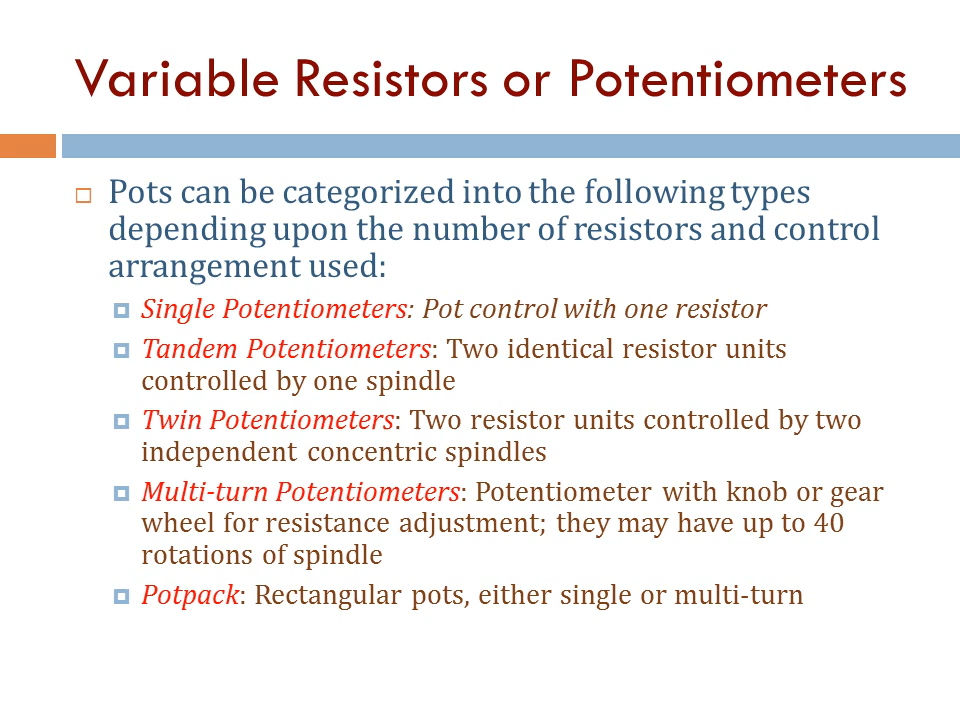 Variable Resistors or Potentiometers
Pots can be categorized into the following types
depending upon the number of resistors and control
arrangement used:
Single Potentiometers: Pot control with one resistor
Tandem Potentiometers: Two identical resistor units
controlled by one spindle
Twin Potentiometers: Two resistor units controlled by two
independent concentric spindles
Multi-turn Potentiometers: Potentiometer with knob or gear
wheel for resistance adjustment; they may have up to 40
rotations of spindle
Potpack: Rectangular pots, either single or multi-turn